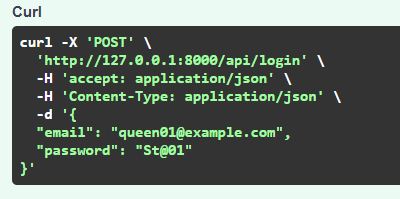 Curl
curl -X 'POST' \
'http://127.0.0.1:8000/api/login' \
-H 'accept: application/json' \
-H 'Content-Type: application/json' \
-d '{
"email": "queen01@example.com",
"password": "St@01"
}'